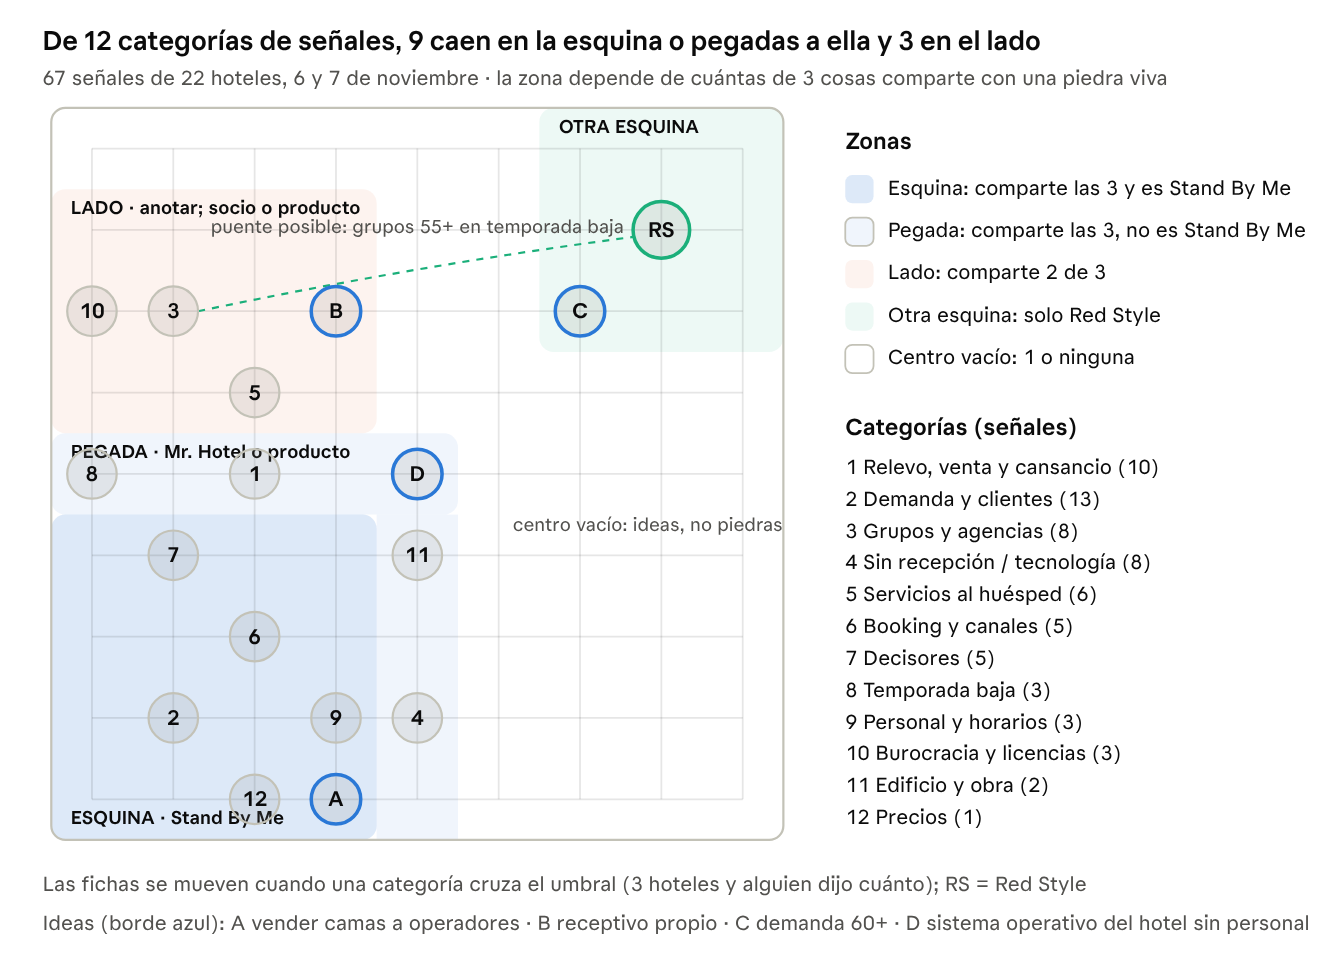 De 12 categorías de señales, 9 caen en la esquina o pegadas a ella y 3 en el lado
67 señales de 22 hoteles, 6 y 7 de noviembre · la zona depende de cuántas de 3 cosas comparte con una piedra viva
OTRA ESQUINA
LADO · anotar; socio o producto
puente posible: grupos 55+ en temporada baja
RS
10
3
B
C
5
PEGADA · Mr. Hotel o producto
8
1
D
centro vacío: ideas, no piedras
7
11
6
2
9
4
12
A
ESQUINA · Stand By Me
Zonas
Esquina: comparte las 3 y es Stand By Me
Pegada: comparte las 3, no es Stand By Me
Lado: comparte 2 de 3
Otra esquina: solo Red Style
Centro vacío: 1 o ninguna
Categorías (señales)
1 Relevo, venta y cansancio (10)
2 Demanda y clientes (13)
3 Grupos y agencias (8)
4 Sin recepción / tecnología (8)
5 Servicios al huésped (6)
6 Booking y canales (5)
7 Decisores (5)
8 Temporada baja (3)
9 Personal y horarios (3)
10 Burocracia y licencias (3)
11 Edificio y obra (2)
12 Precios (1)
Las fichas se mueven cuando una categoría cruza el umbral (3 hoteles y alguien dijo cuánto); RS = Red Style
Ideas (borde azul): A vender camas a operadores · B receptivo propio · C demanda 60+ · D sistema operativo del hotel sin personal